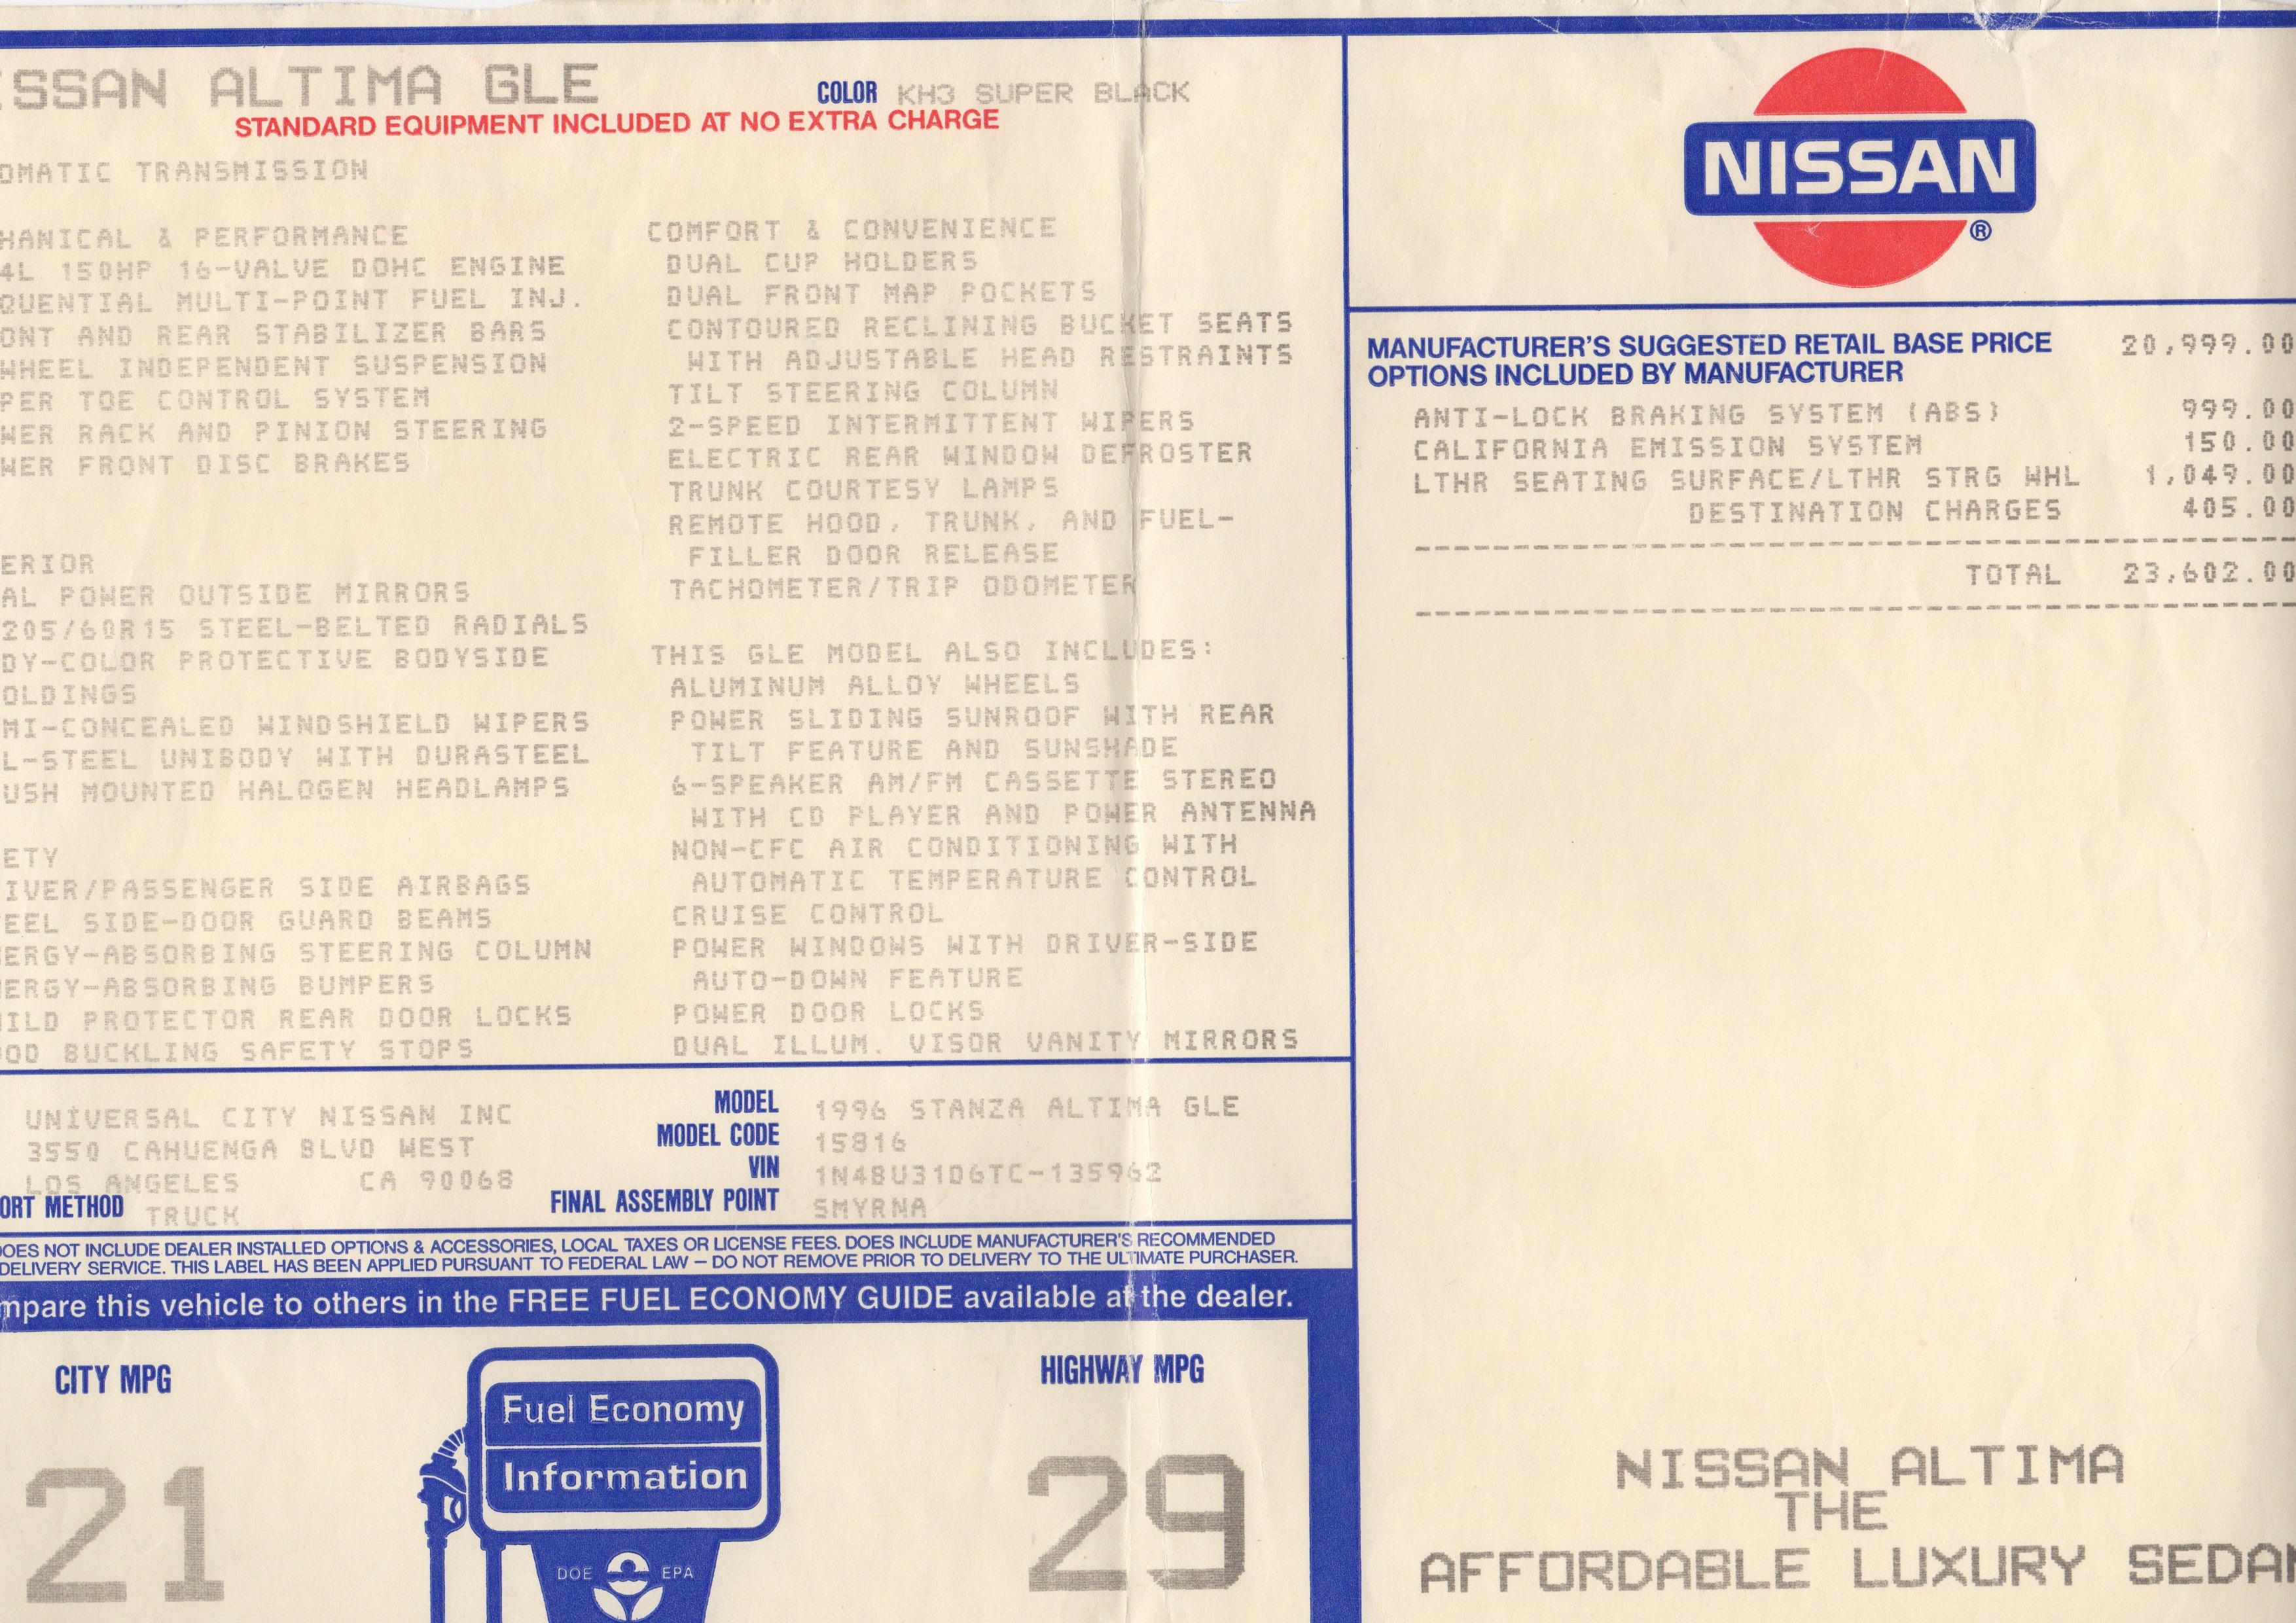 ISSAN ALTIMA GLE
COLOR KH3 SUPER BLACK
STANDARD EQUIPMENT INCLUDED AT NO EXTRA CHARGE
OMATIC TRANSMISSION
HANICAL & PERFORMANCE
4L 150HP 16-VALVE DOHC ENGINE
QUENTIAL MULTI-POINT FUEL INJ.
ONT AND REAR STABILIZER BARS
WHEEL INDEPENDENT SUSPENSION
PER TOE CONTROL SYSTEM
WER RACK AND PINION STEERING
WER FRONT DISC BRAKES
ERIOR
AL POWER OUTSIDE MIRRORS
205/60R15 STEEL-BELTED RADIALS
DY-COLOR PROTECTIVE BODYSIDE
OLDINGS
MI-CONCEALED WINDSHIELD WIPERS
L-STEEL UNIBODY WITH DURASTEEL
USH MOUNTED HALOGEN HEADLAMPS
ETY
IVER/PASSENGER SIDE AIRBAGS
EEL SIDE-DOOR GUARD BEAMS
ERGY-ABSORBING STEERING COLUMN
ERGY-ABSORBING BUMPERS
ILD PROTECTOR REAR DOOR LOCKS
OD BUCKLING SAFETY STOPS
COMFORT & CONVENIENCE
DUAL CUP HOLDERS
DUAL FRONT MAP POCKETS
CONTOURED RECLINING BUCKET SEATS
WITH ADJUSTABLE HEAD RESTRAINTS
TILT STEERING COLUMN
2-SPEED INTERMITTENT WIPERS
ELECTRIC REAR WINDOW DEFROSTER
TRUNK COURTESY LAMPS
REMOTE HOOD, TRUNK, AND FUEL-
FILLER DOOR RELEASE
TACHOMETER/TRIP ODOMETER
THIS GLE MODEL ALSO INCLUDES:
ALUMINUM ALLOY WHEELS
POWER SLIDING SUNROOF WITH REAR
TILT FEATURE AND SUNSHADE
6-SPEAKER AM/FM CASSETTE STEREO
WITH CD PLAYER AND POWER ANTENNA
NON-CFC AIR CONDITIONING WITH
AUTOMATIC TEMPERATURE CONTROL
CRUISE CONTROL
POWER WINDOWS WITH DRIVER-SIDE
AUTO-DOWN FEATURE
POWER DOOR LOCKS
DUAL ILLUM. VISOR VANITY MIRRORS
UNIVERSAL CITY NISSAN INC
3550 CAHUENGA BLVD WEST
LOS ANGELES CA 90068
ORT METHOD TRUCK
MODEL 1996 STANZA ALTIMA GLE
MODEL CODE 15816
VIN 1N4BU31D6TC-135962
FINAL ASSEMBLY POINT SMYRNA
DOES NOT INCLUDE DEALER INSTALLED OPTIONS & ACCESSORIES, LOCAL TAXES OR LICENSE FEES. DOES INCLUDE MANUFACTURER'S RECOMMENDED
DELIVERY SERVICE. THIS LABEL HAS BEEN APPLIED PURSUANT TO FEDERAL LAW – DO NOT REMOVE PRIOR TO DELIVERY TO THE ULTIMATE PURCHASER.
mpare this vehicle to others in the FREE FUEL ECONOMY GUIDE available at the dealer.
CITY MPG
21
Fuel Economy
Information
DOE EPA
HIGHWAY MPG
29
NISSAN
®
MANUFACTURER'S SUGGESTED RETAIL BASE PRICE 20,999.00
OPTIONS INCLUDED BY MANUFACTURER
ANTI-LOCK BRAKING SYSTEM (ABS) 999.00
CALIFORNIA EMISSION SYSTEM 150.00
LTHR SEATING SURFACE/LTHR STRG WHL 1,049.00
DESTINATION CHARGES 405.00
TOTAL 23,602.00
NISSAN ALTIMA
THE
AFFORDABLE LUXURY SEDAN